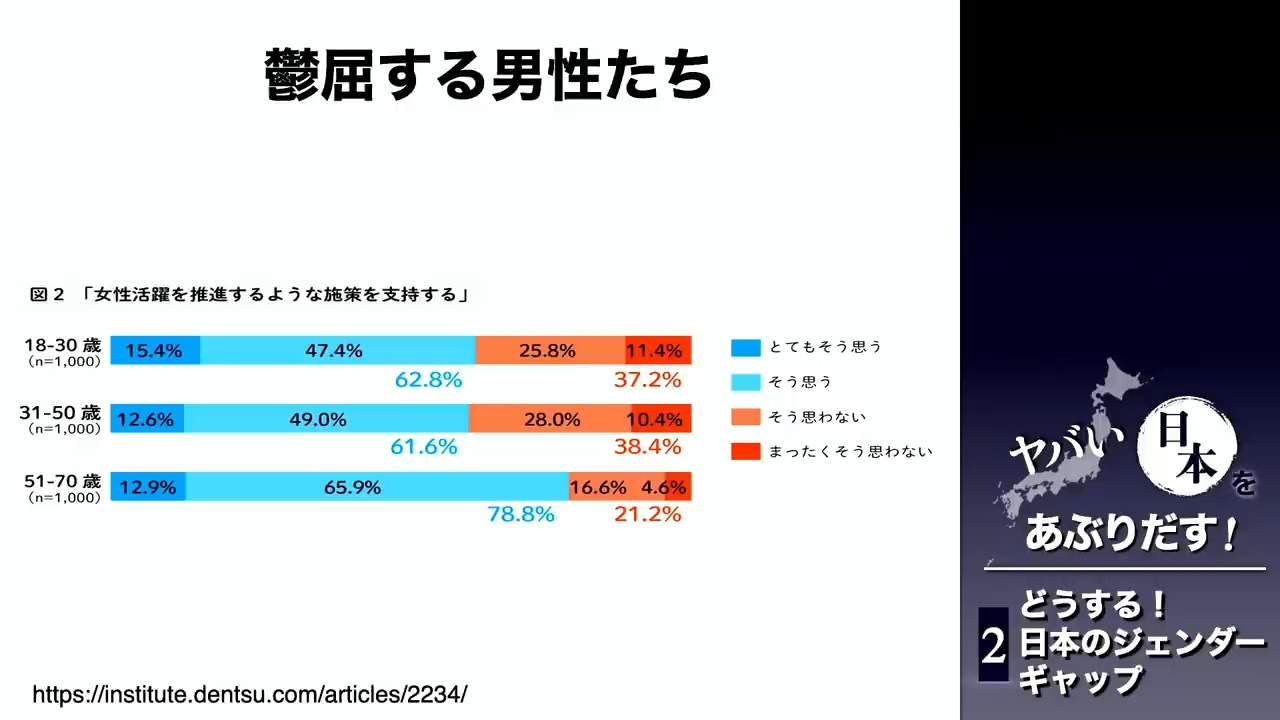 鬱屈する男性たち
図2 「女性活躍を推進するような施策を支持する」
18-30 歳
(n=1,000)
15.4% 47.4% 25.8% 11.4%
62.8% 37.2%
31-50 歳
(n=1,000)
12.6% 49.0% 28.0% 10.4%
61.6% 38.4%
51-70 歳
(n=1,000)
12.9% 65.9% 16.6% 4.6%
78.8% 21.2%
とてもそう思う
そう思う
そう思わない
まったくそう思わない
https://institute.dentsu.com/articles/2234/
ヤバい日本を
あぶりだす!
2
どうする！
日本のジェンダー
ギャップ